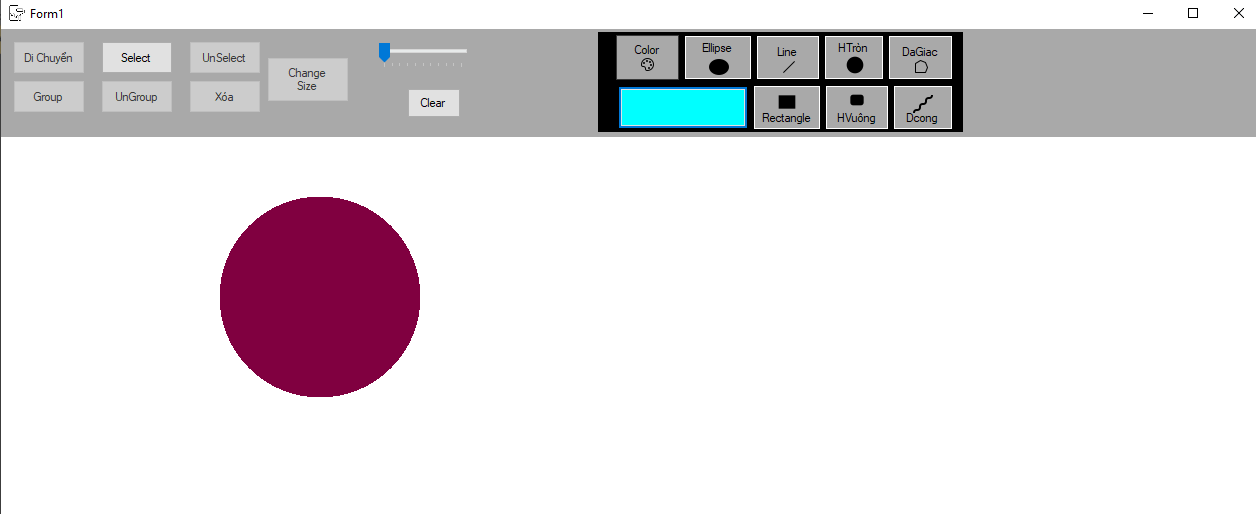 Form1
Di Chuyển
Select
UnSelect
Group
UnGroup
Xóa
Change
Size
Clear
Color
Ellipse
Line
HTròn
DaGiac
Rectangle
HVuông
Dcong